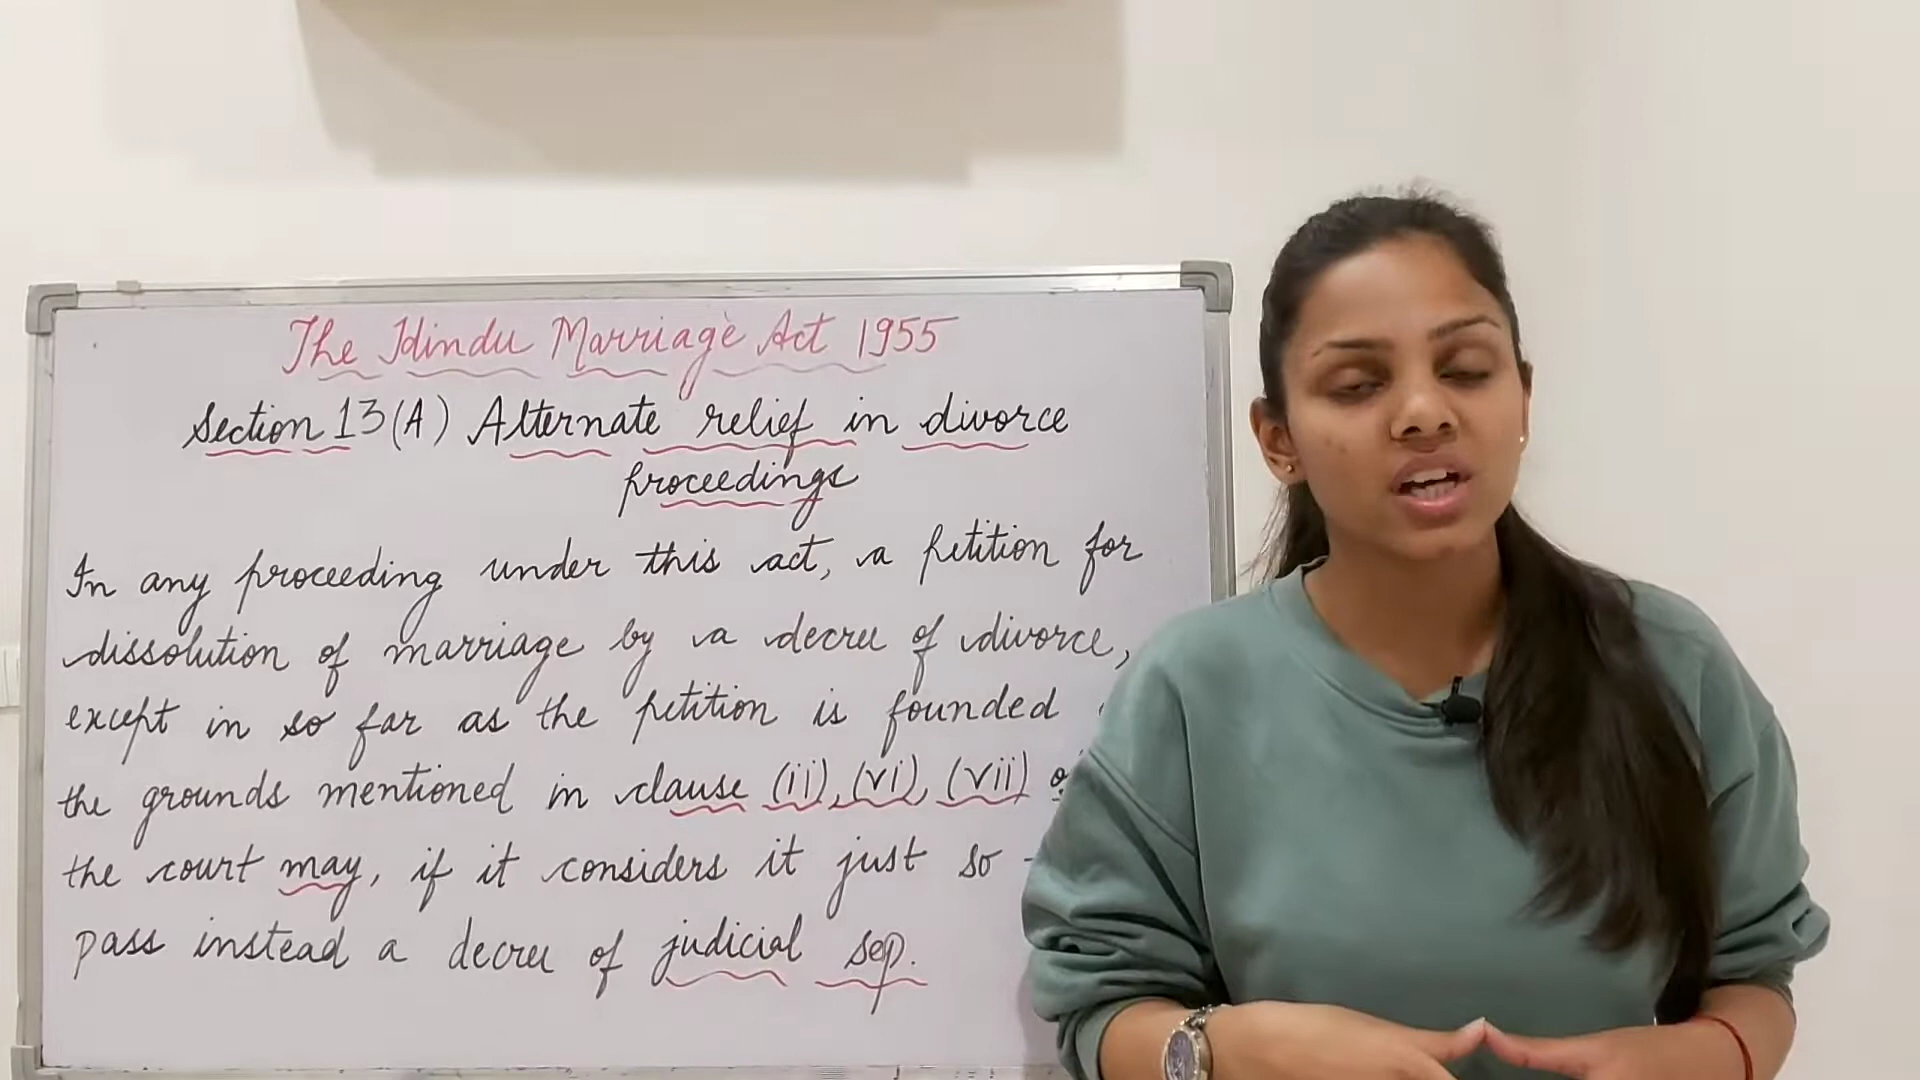 The Hindu Marriage Act 1955
Section 13(A) Alternate relief in divorce
proceedings
In any proceeding under this act, a petition for
dissolution of marriage by a decree of divorce,
except in so far as the petition is founded
the grounds mentioned in clause (ii), (vi), (vii)
the court may, if it considers it just so
pass instead a decree of judicial sep.